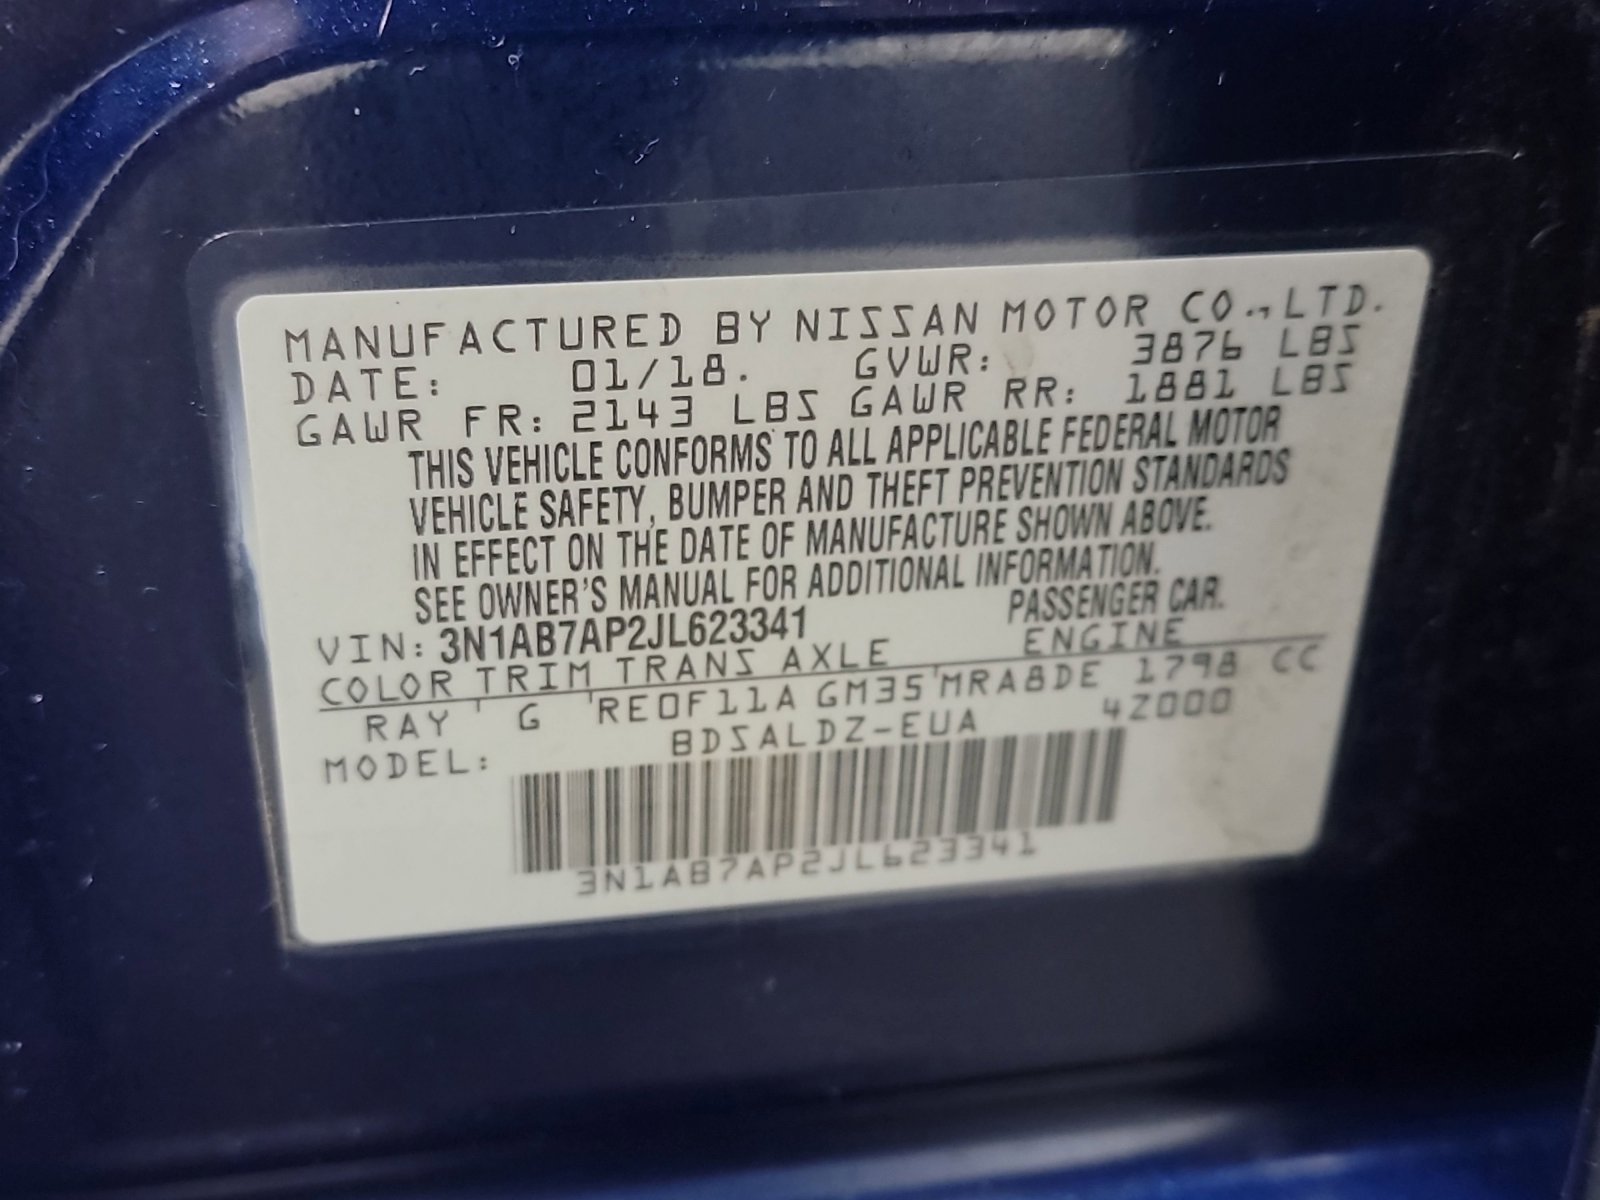 MANUFACTURED BY NISSAN MOTOR CO.,LTD.
DATE: 01/18. GVWR: 3876 LBS
GAWR FR: 2143 LBS GAWR RR: 1881 LBS
THIS VEHICLE CONFORMS TO ALL APPLICABLE FEDERAL MOTOR
VEHICLE SAFETY, BUMPER AND THEFT PREVENTION STANDARDS
IN EFFECT ON THE DATE OF MANUFACTURE SHOWN ABOVE.
SEE OWNER'S MANUAL FOR ADDITIONAL INFORMATION.
VIN: 3N1AB7AP2JL623341 PASSENGER CAR.
COLOR TRIM TRANS AXLE ENGINE
RAY G RE0F11A GM35 MRA8DE 1798 CC
MODEL: BDSALDZ-EUA 4Z000
3N1AB7AP2JL623341